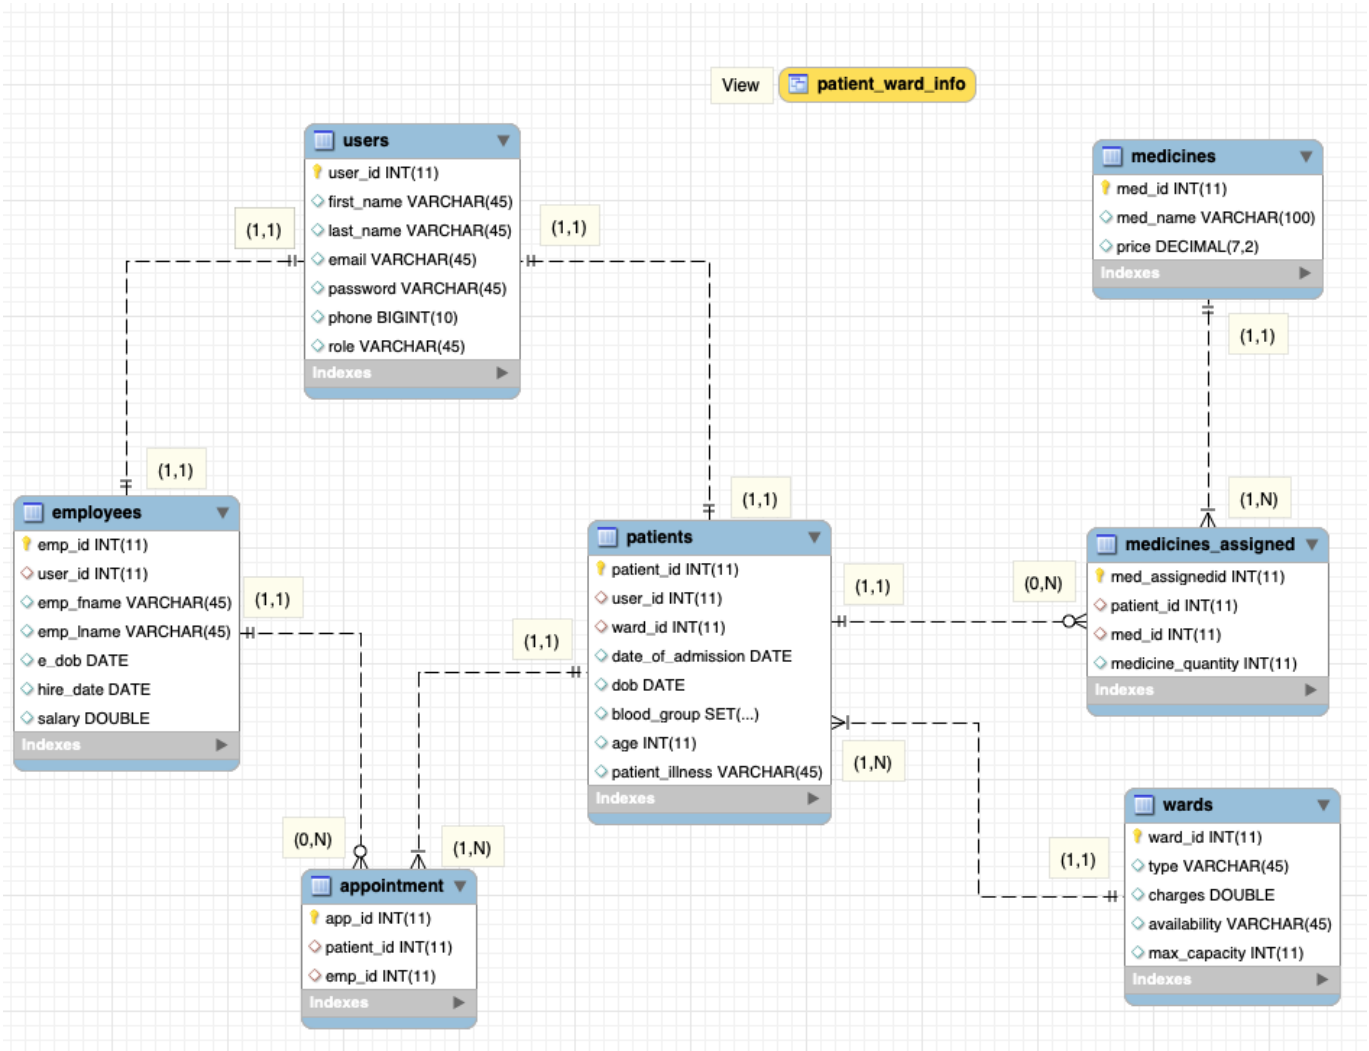 View
patient_ward_info
users
user_id INT(11)
first_name VARCHAR(45)
last_name VARCHAR(45)
email VARCHAR(45)
password VARCHAR(45)
phone BIGINT(10)
role VARCHAR(45)
Indexes
(1,1)
(1,1)
medicines
med_id INT(11)
med_name VARCHAR(100)
price DECIMAL(7,2)
Indexes
(1,1)
(1,1)
employees
emp_id INT(11)
user_id INT(11)
emp_fname VARCHAR(45)
emp_lname VARCHAR(45)
e_dob DATE
hire_date DATE
salary DOUBLE
Indexes
(1,1)
(1,1)
patients
patient_id INT(11)
user_id INT(11)
ward_id INT(11)
date_of_admission DATE
dob DATE
blood_group SET(...)
age INT(11)
patient_illness VARCHAR(45)
Indexes
(1,1)
(1,1)
(0,N)
(1,N)
(1,N)
medicines_assigned
med_assignedid INT(11)
patient_id INT(11)
med_id INT(11)
medicine_quantity INT(11)
Indexes
(0,N)
(1,N)
appointment
app_id INT(11)
patient_id INT(11)
emp_id INT(11)
Indexes
(1,1)
wards
ward_id INT(11)
type VARCHAR(45)
charges DOUBLE
availability VARCHAR(45)
max_capacity INT(11)
Indexes